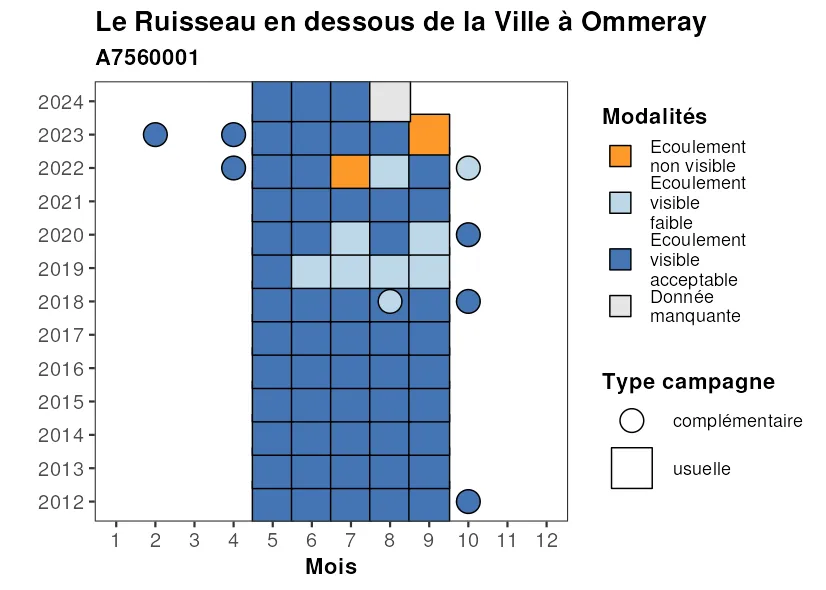 Le Ruisseau en dessous de la Ville à Ommeray
A7560001
2024
2023
2022
2021
2020
2019
2018
2017
2016
2015
2014
2013
2012
1 2 3 4 5 6 7 8 9 10 11 12
Mois
Modalités
Ecoulement
non visible
Ecoulement
visible
faible
Ecoulement
visible
acceptable
Donnée
manquante
Type campagne
complémentaire
usuelle